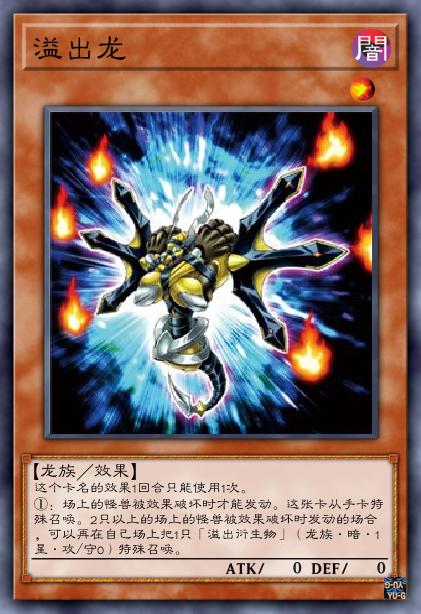 溢出龙
闇
【龙族／效果】
这个卡名的效果1回合只能使用1次。
①：场上的怪兽被效果破坏时才能发动。这张卡从手卡特
殊召唤。2只以上的场上的怪兽被效果破坏时发动的场合
，可以再在自己场上把1只「溢出衍生物」（龙族·暗·1
星·攻/守0）特殊召唤。
ATK/ 0 DEF/ 0